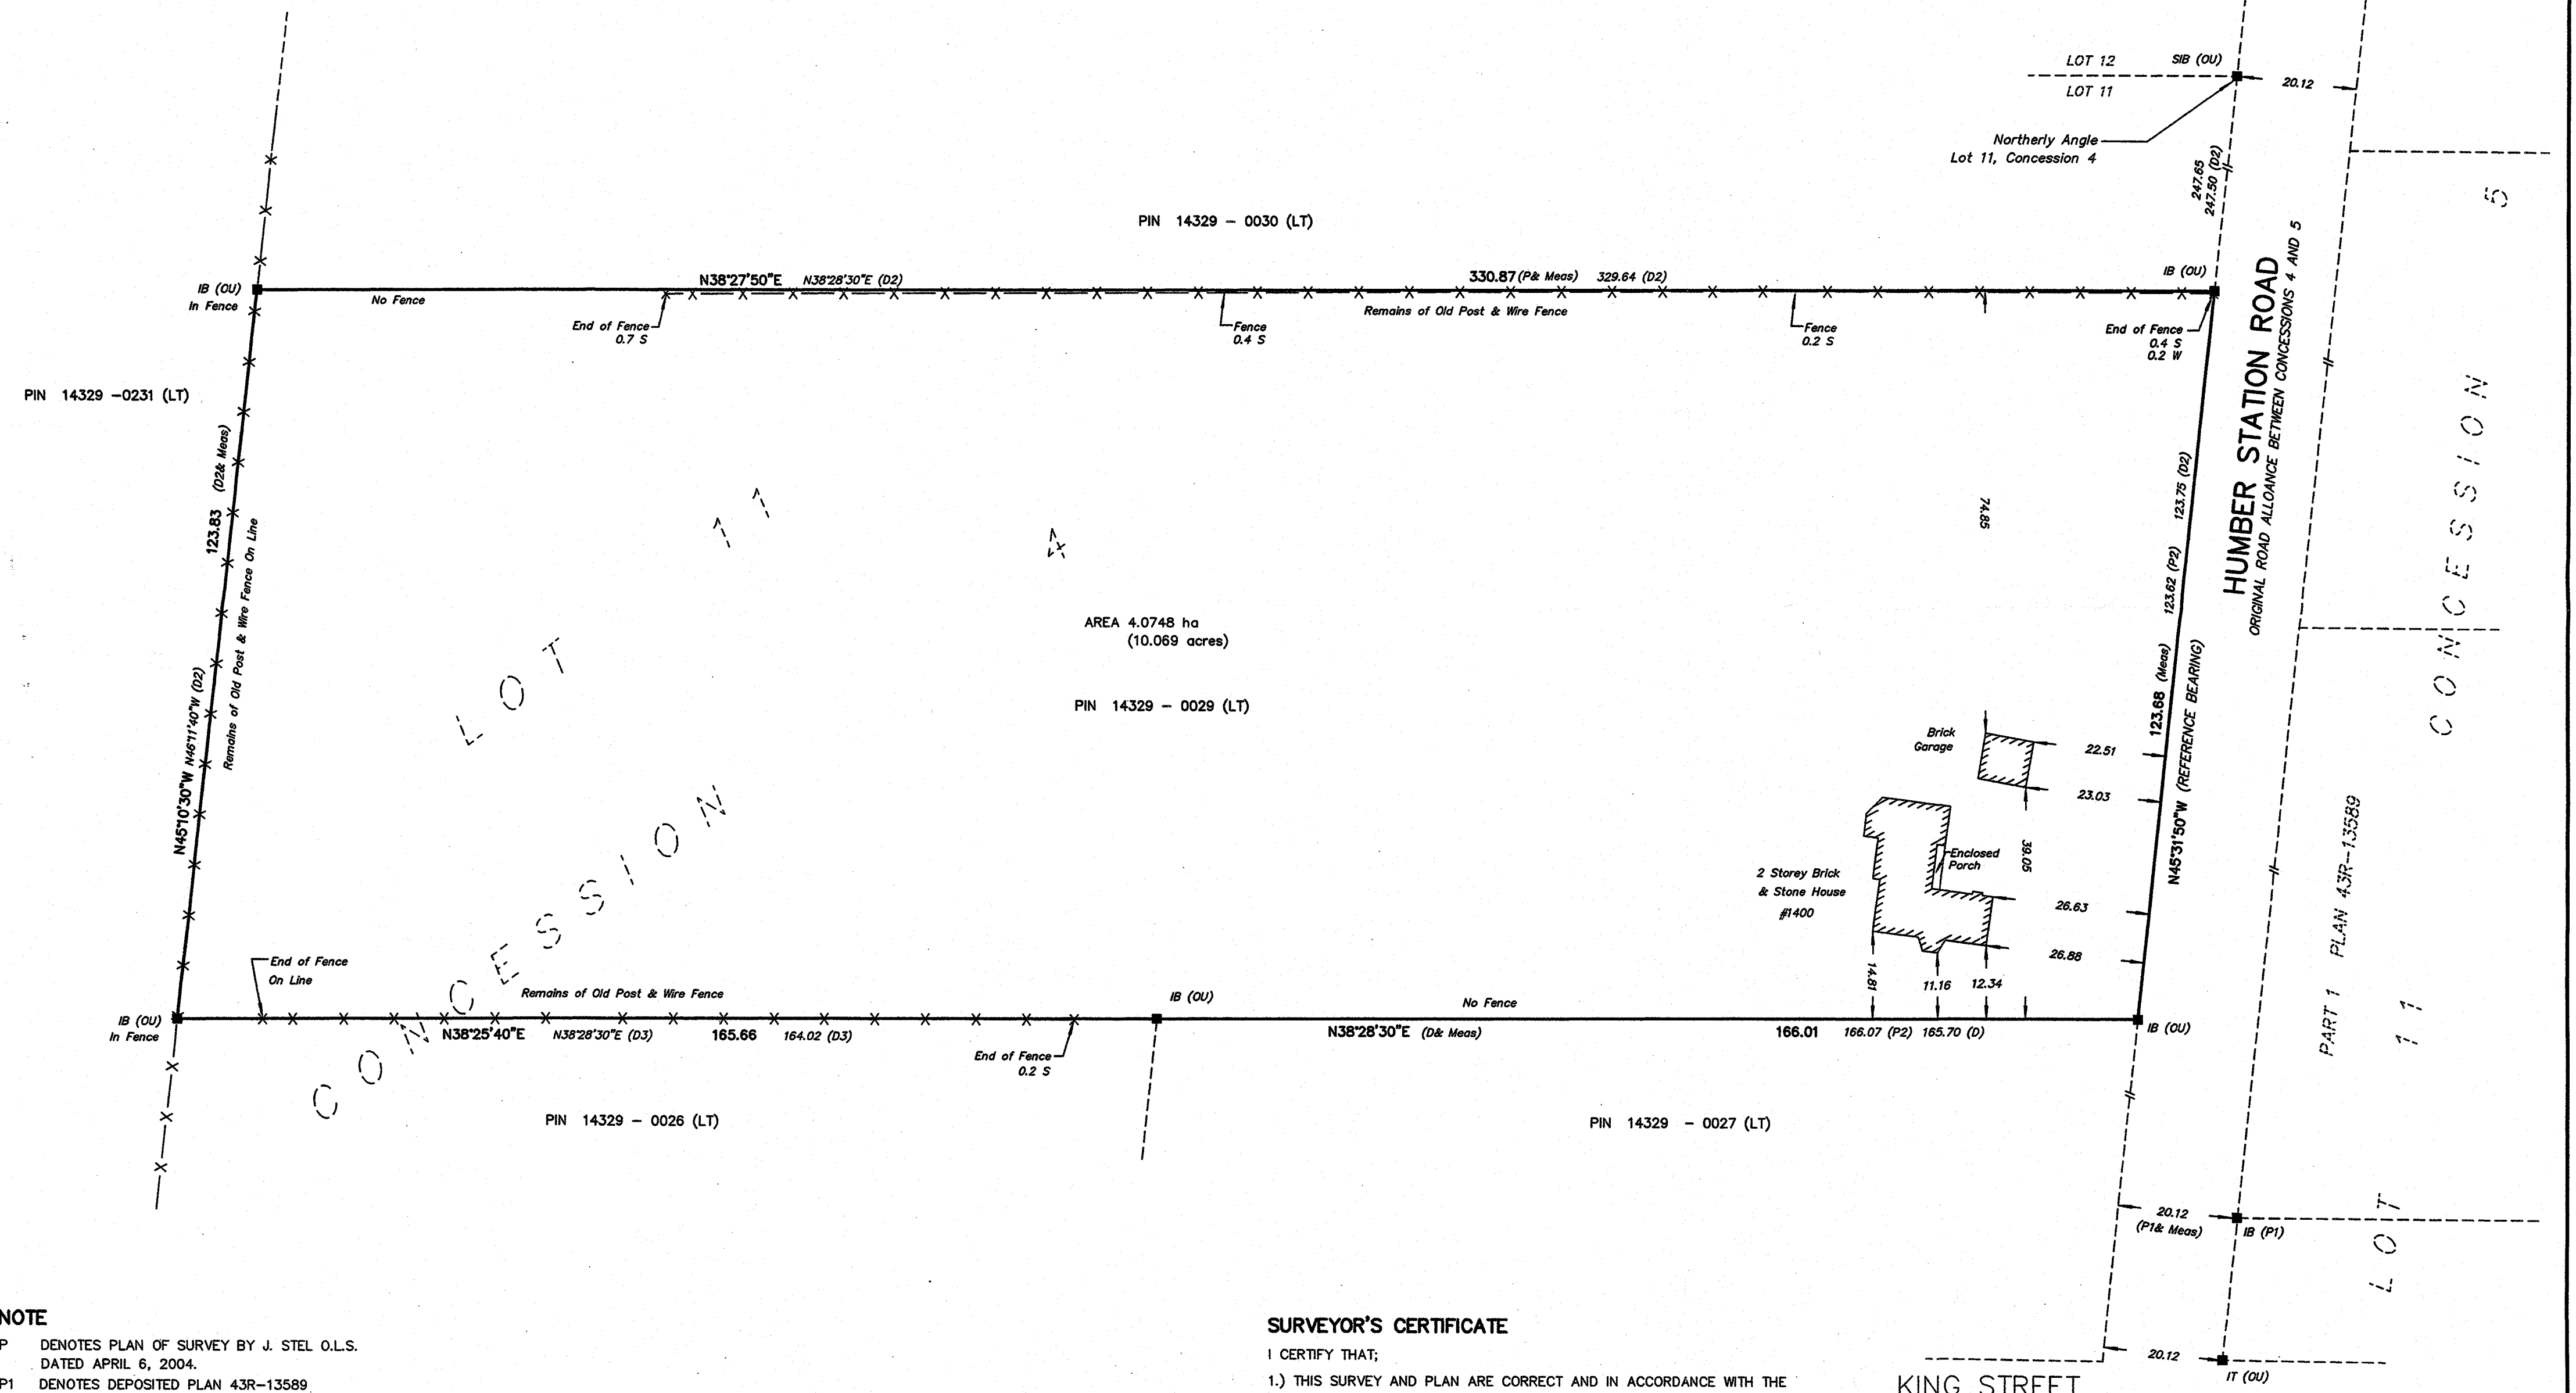 LOT 12
SIB (OU)
20.12
LOT 11
Northerly Angle
Lot 11, Concession 4
247.65
247.50 (D2)
PIN 14329 - 0030 (LT)
IB (OU)
In Fence
No Fence
N38°27'50"E
N38°28'30"E (D2)
330.87 (P& Meas)
329.64 (D2)
IB (OU)
Remains of Old Post & Wire Fence
End of Fence
0.7 S
Fence
0.4 S
Fence
0.2 S
End of Fence
0.4 S
0.2 W
PIN 14329 -0231 (LT)
123.83 (D2& Meas)
N45°10'30"W N46°11'40"W (D2)
Remains of Old Post & Wire Fence On Line
LOT 11
CONCESSION 4
AREA 4.0748 ha
(10.069 acres)
PIN 14329 - 0029 (LT)
74.85
123.75 (D2)
123.62 (P2)
123.68 (Meas)
N45°31'50"W (REFERENCE BEARING)
HUMBER STATION ROAD
ORIGINAL ROAD ALLOANCE BETWEEN CONCESSIONS 4 AND 5
CONCESSION 5
LOT 11
PART 1 PLAN 43R-13589
Brick
Garage
22.51
23.03
39.05
Enclosed
Porch
2 Storey Brick
& Stone House
#1400
26.63
26.88
14.81
11.16
12.34
End of Fence
On Line
Remains of Old Post & Wire Fence
IB (OU)
No Fence
IB (OU)
In Fence
N38°25'40"E
N38°28'30"E (D3)
165.66
164.02 (D3)
End of Fence
0.2 S
N38°28'30"E (D& Meas)
166.01
166.07 (P2)
165.70 (D)
IB (OU)
PIN 14329 - 0026 (LT)
PIN 14329 - 0027 (LT)
20.12
(P1& Meas)
IB (P1)
20.12
IT (OU)
KING STREET
NOTE
P DENOTES PLAN OF SURVEY BY J. STEL O.L.S.
DATED APRIL 6, 2004.
P1 DENOTES DEPOSITED PLAN 43R-13589
SURVEYOR'S CERTIFICATE
I CERTIFY THAT;
1.) THIS SURVEY AND PLAN ARE CORRECT AND IN ACCORDANCE WITH THE